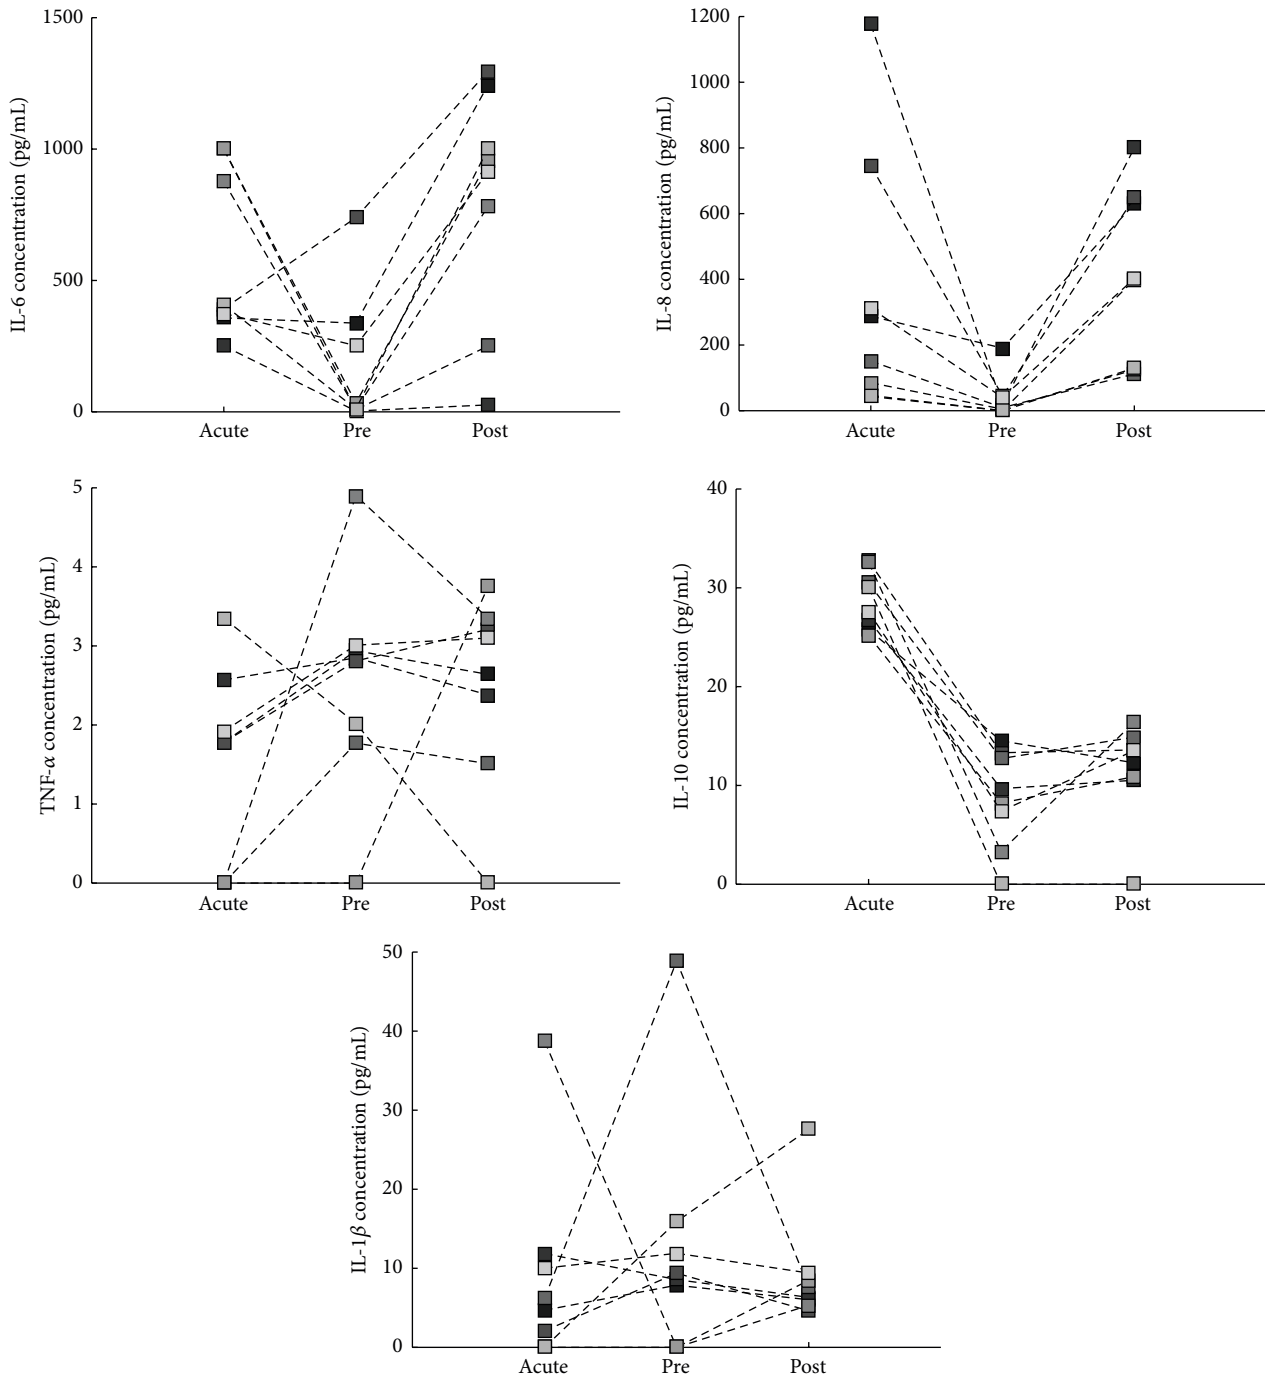 IL-6 concentration (pg/mL)
1500
1000
500
0
Acute Pre Post
IL-8 concentration (pg/mL)
1200
1000
800
600
400
200
0
Acute Pre Post
TNF-α concentration (pg/mL)
5
4
3
2
1
0
Acute Pre Post
IL-10 concentration (pg/mL)
40
30
20
10
0
Acute Pre Post
IL-1β concentration (pg/mL)
50
40
30
20
10
0
Acute Pre Post